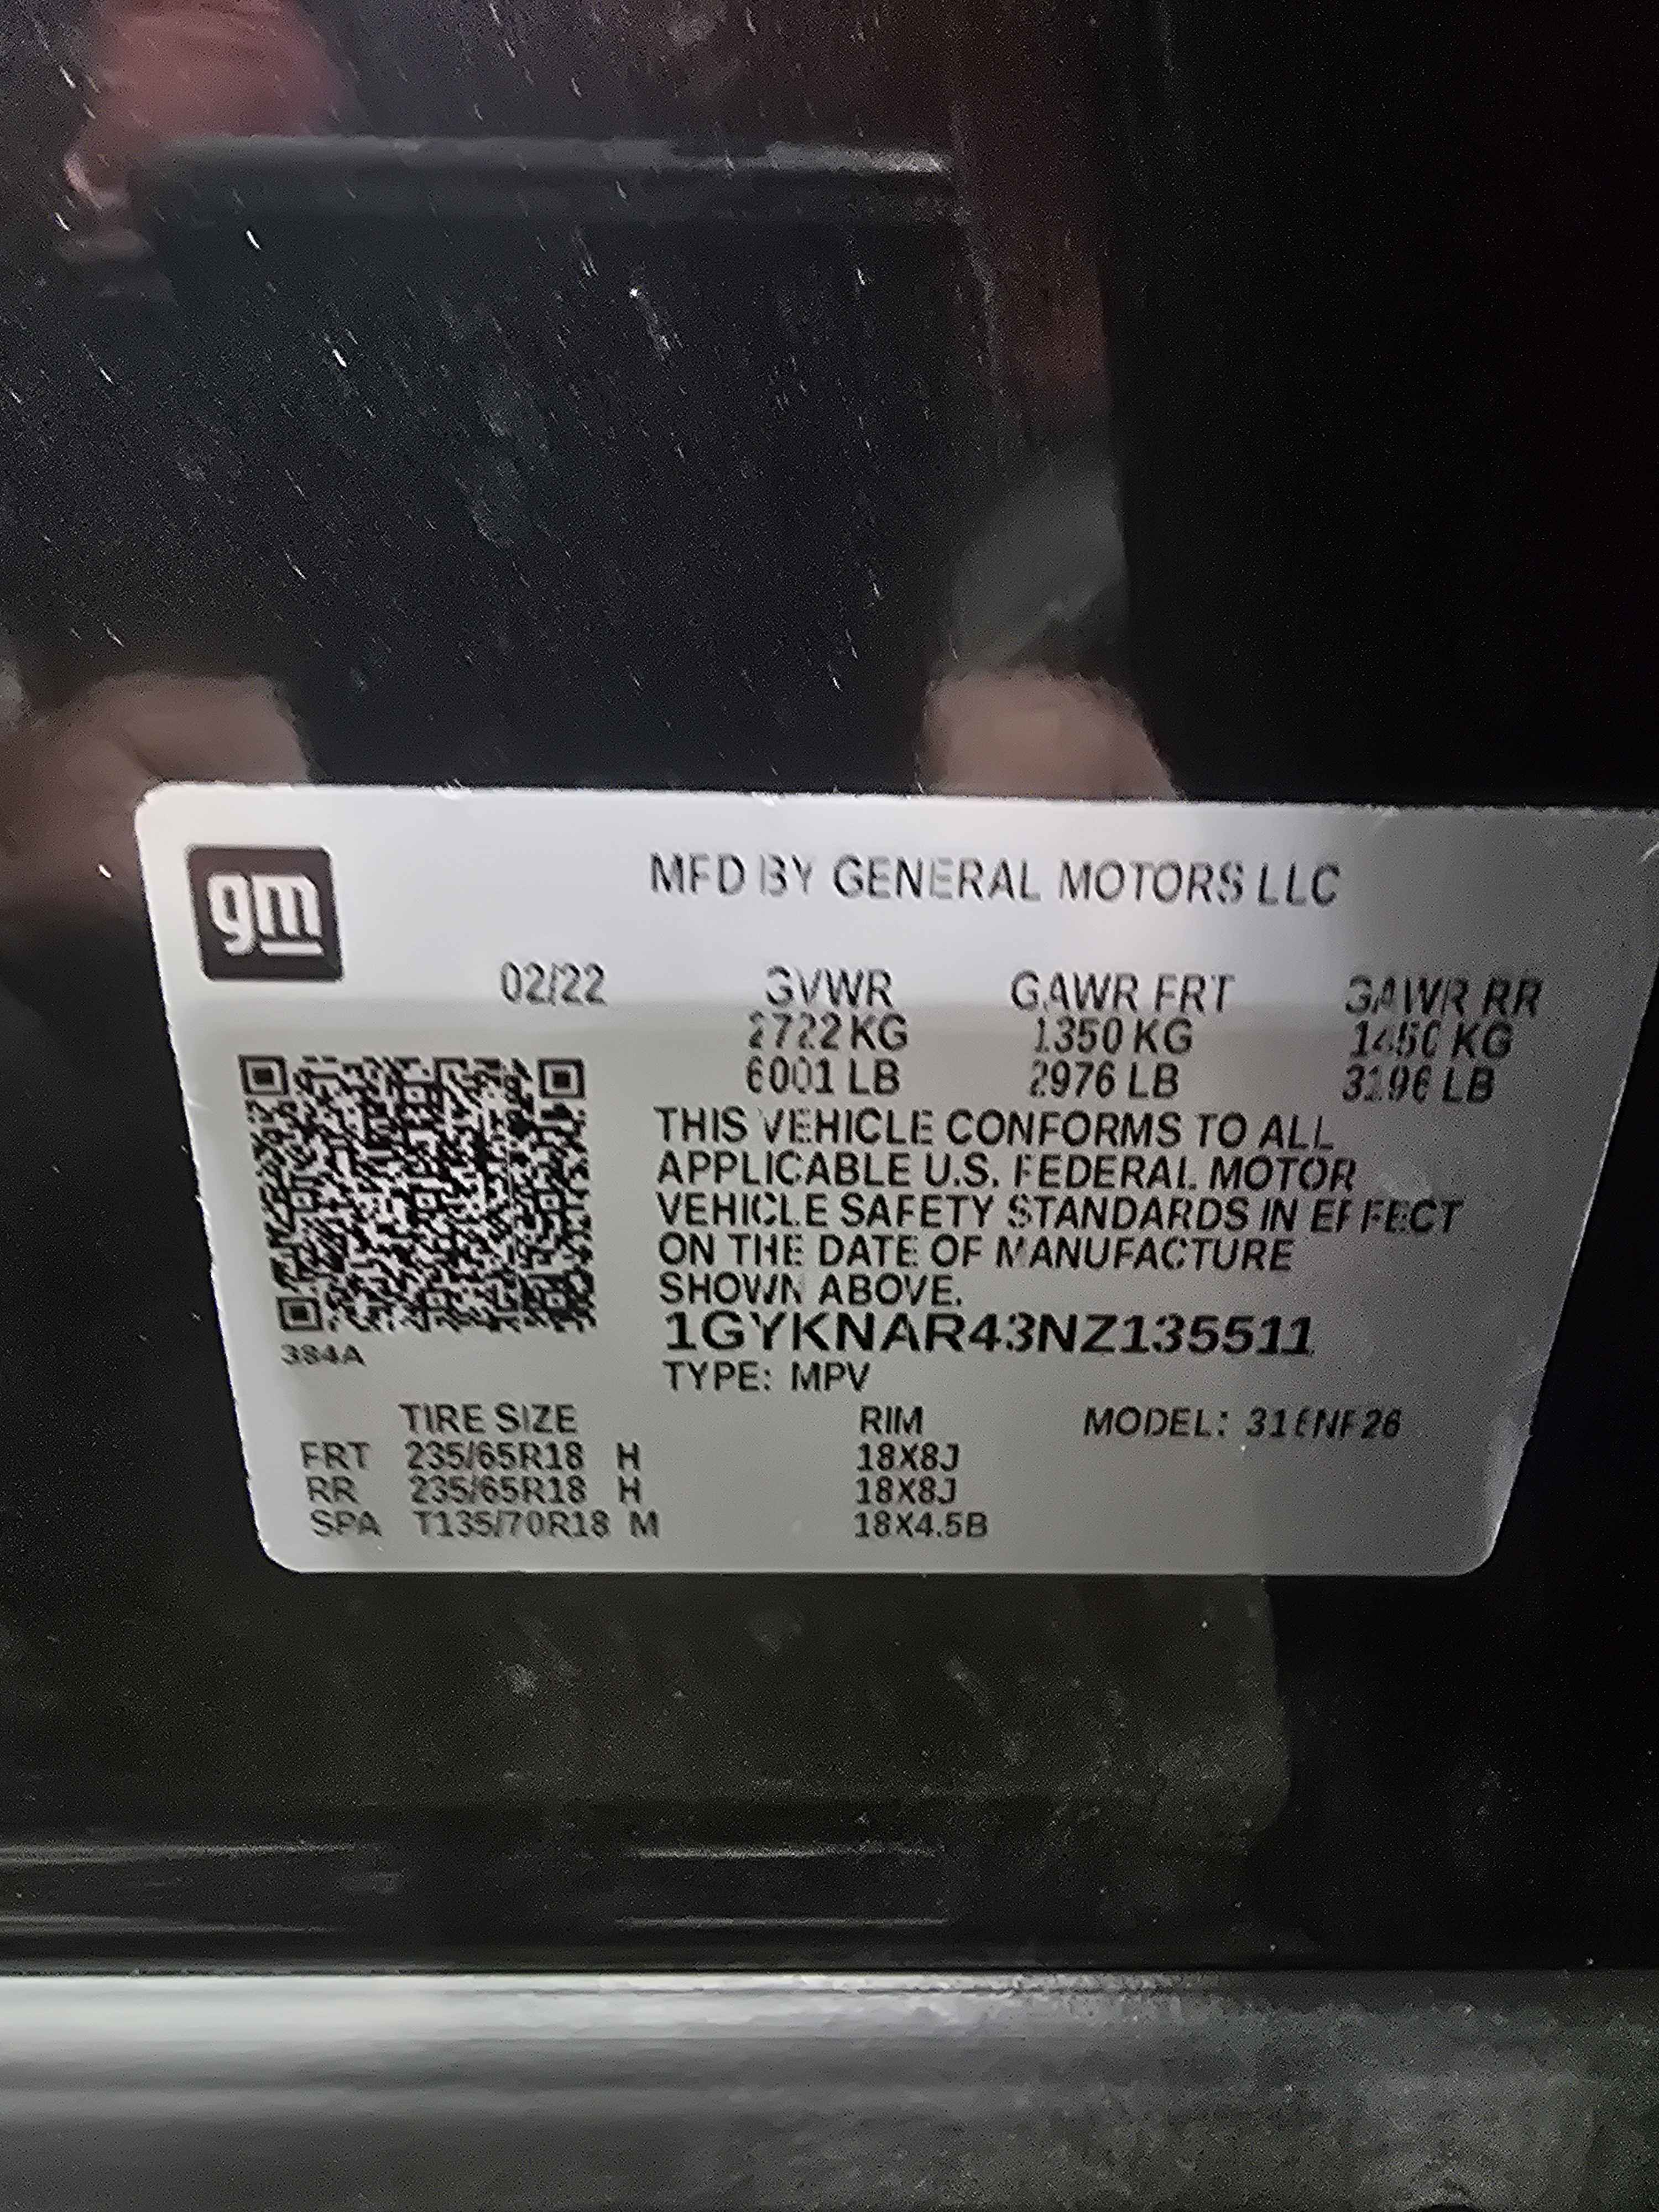 gm
MFD BY GENERAL MOTORS LLC
02/22 GVWR GAWR FRT GAWR RR
2722 KG 1350 KG 1450 KG
6001 LB 2976 LB 3196 LB
THIS VEHICLE CONFORMS TO ALL
APPLICABLE U.S. FEDERAL MOTOR
VEHICLE SAFETY STANDARDS IN EFFECT
ON THE DATE OF MANUFACTURE
SHOWN ABOVE.
1GYKNAR43NZ135511
384A
TYPE: MPV
TIRE SIZE RIM MODEL:
FRT 235/65R18 H 18X8J
RR 235/65R18 H 18X8J
SPA T135/70R18 M 18X4.5B